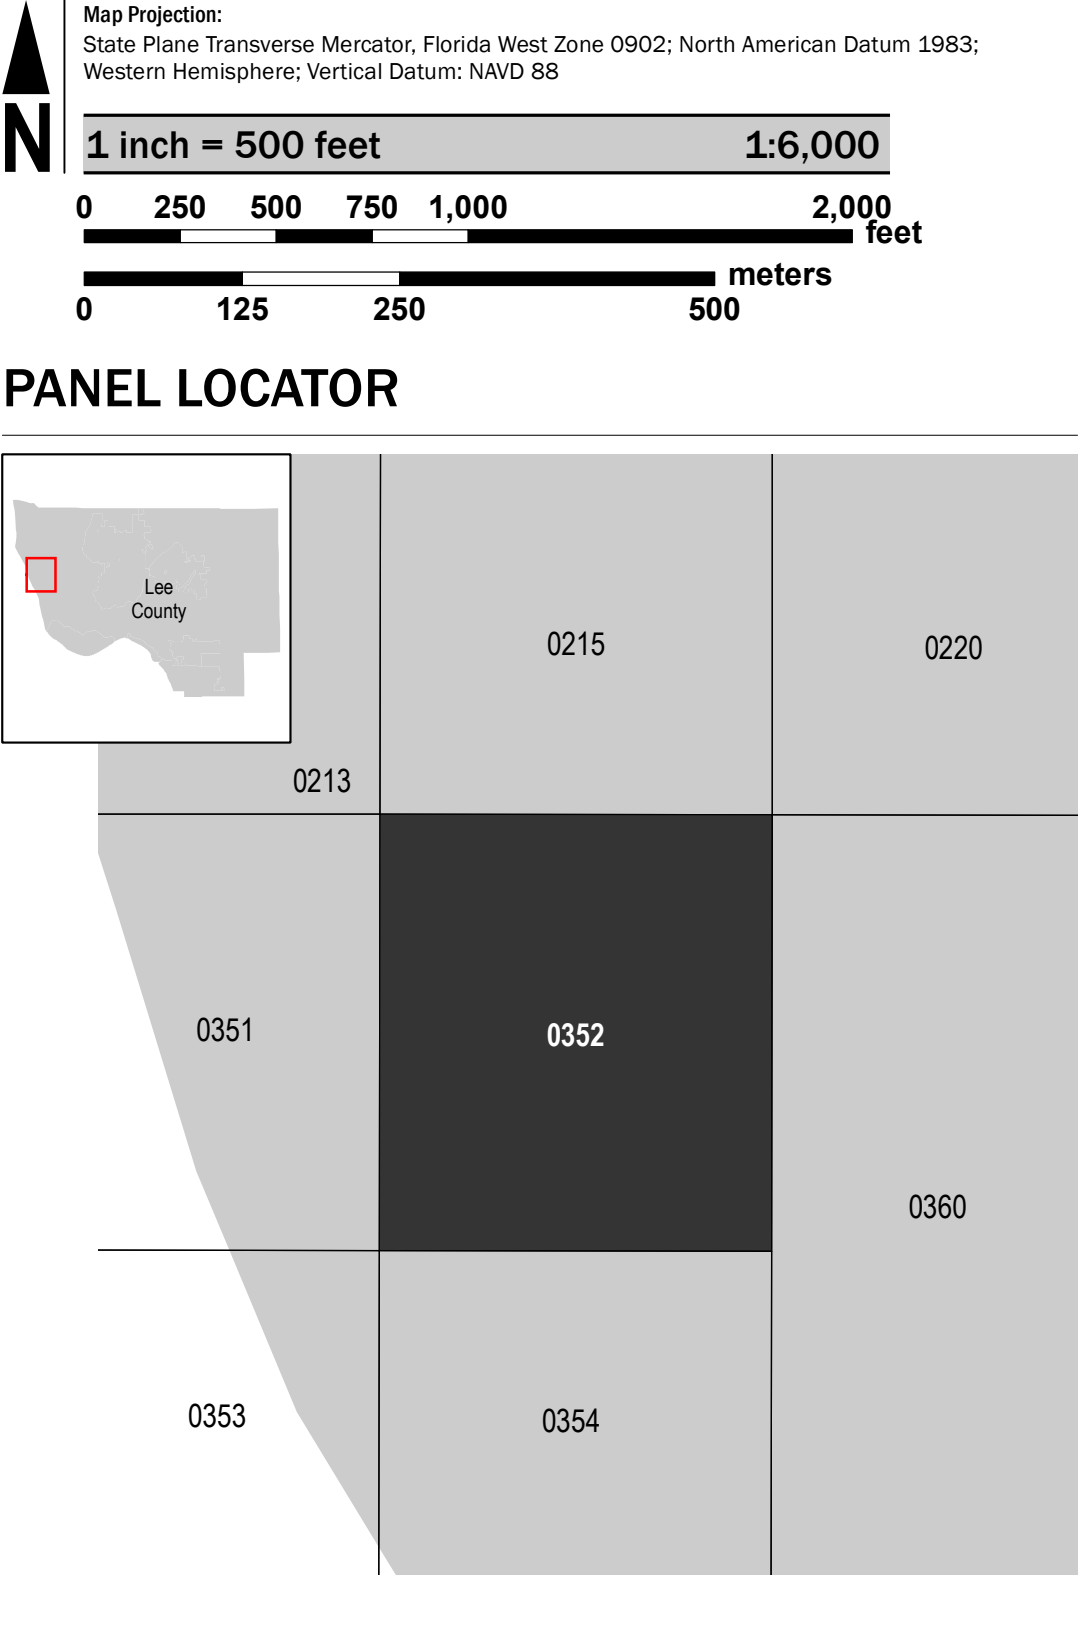 Map Projection:
State Plane Transverse Mercator, Florida West Zone 0902; North American Datum 1983;
Western Hemisphere; Vertical Datum: NAVD 88
N
1 inch = 500 feet 1:6,000
0 250 500 750 1,000 2,000
feet
meters
0 125 250 500
PANEL LOCATOR
Lee
County
0215
0220
0213
0351
0352
0360
0353
0354